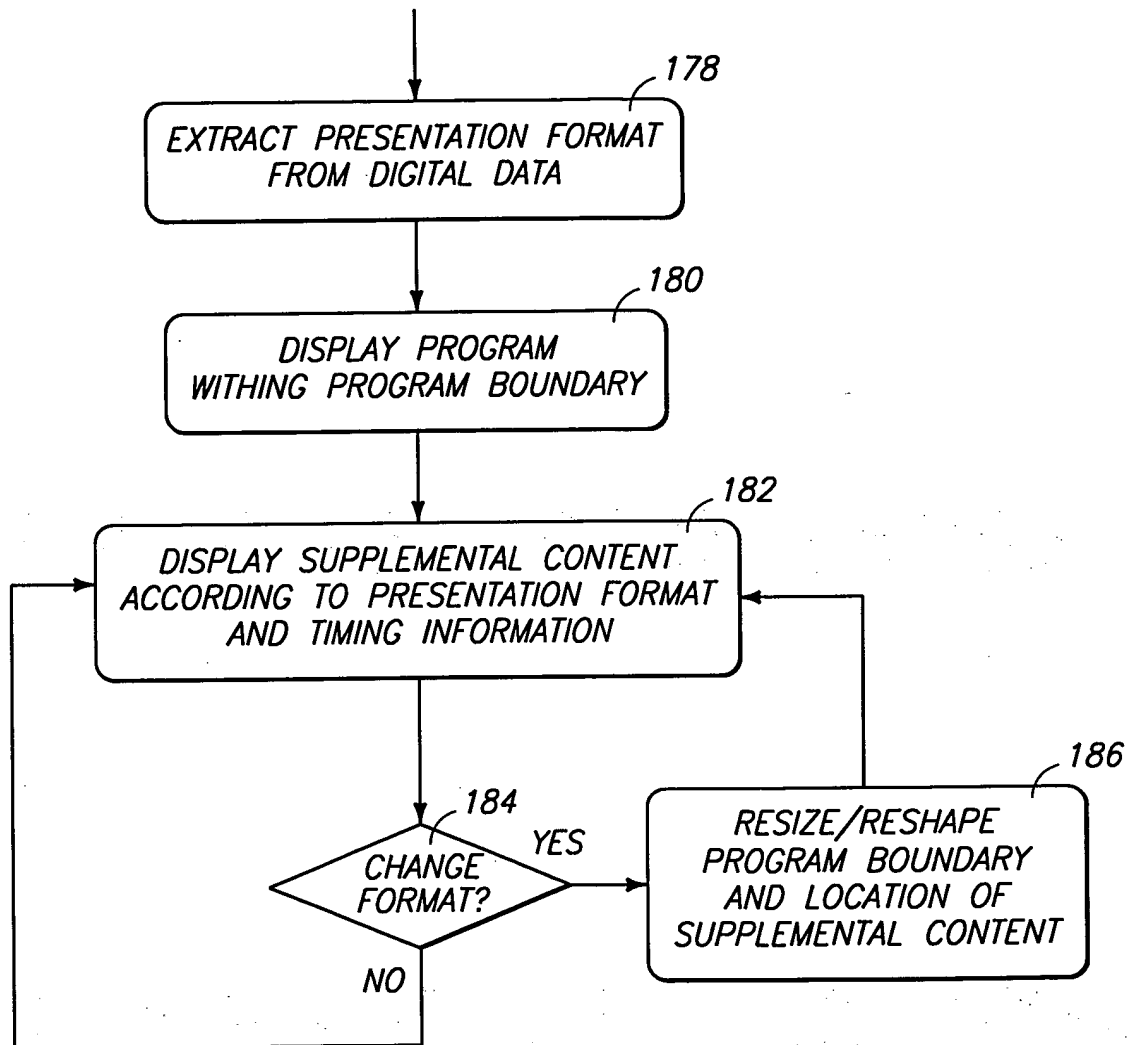 178
EXTRACT PRESENTATION FORMAT
FROM DIGITAL DATA
180
DISPLAY PROGRAM
WITHING PROGRAM BOUNDARY
182
DISPLAY SUPPLEMENTAL CONTENT
ACCORDING TO PRESENTATION FORMAT
AND TIMING INFORMATION
184
CHANGE
FORMAT?
YES
NO
186
RESIZE/RESHAPE
PROGRAM BOUNDARY
AND LOCATION OF
SUPPLEMENTAL CONTENT